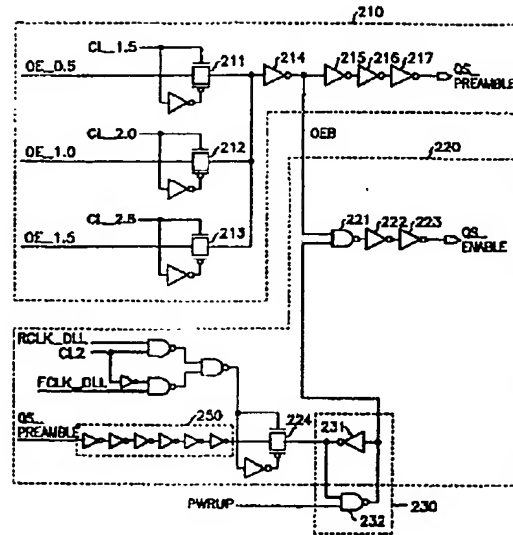 210
CL_1.5
211
214
215
216
217
OE_0.5
QS_
PREAMBLE
CL_2.0
OEB
220
OE_1.0
212
CL_2.5
OE_1.5
213
221
222
223
QS_
ENABLE
RCLK_DLL
CL2
FCLK_DLL
QS_
PREAMBLE
250
224
231
PWRUP
232
230